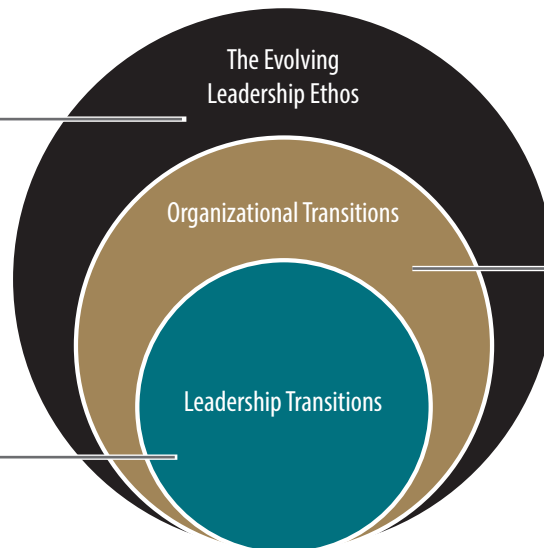 The Evolving
Leadership Ethos
Organizational Transitions
Leadership Transitions